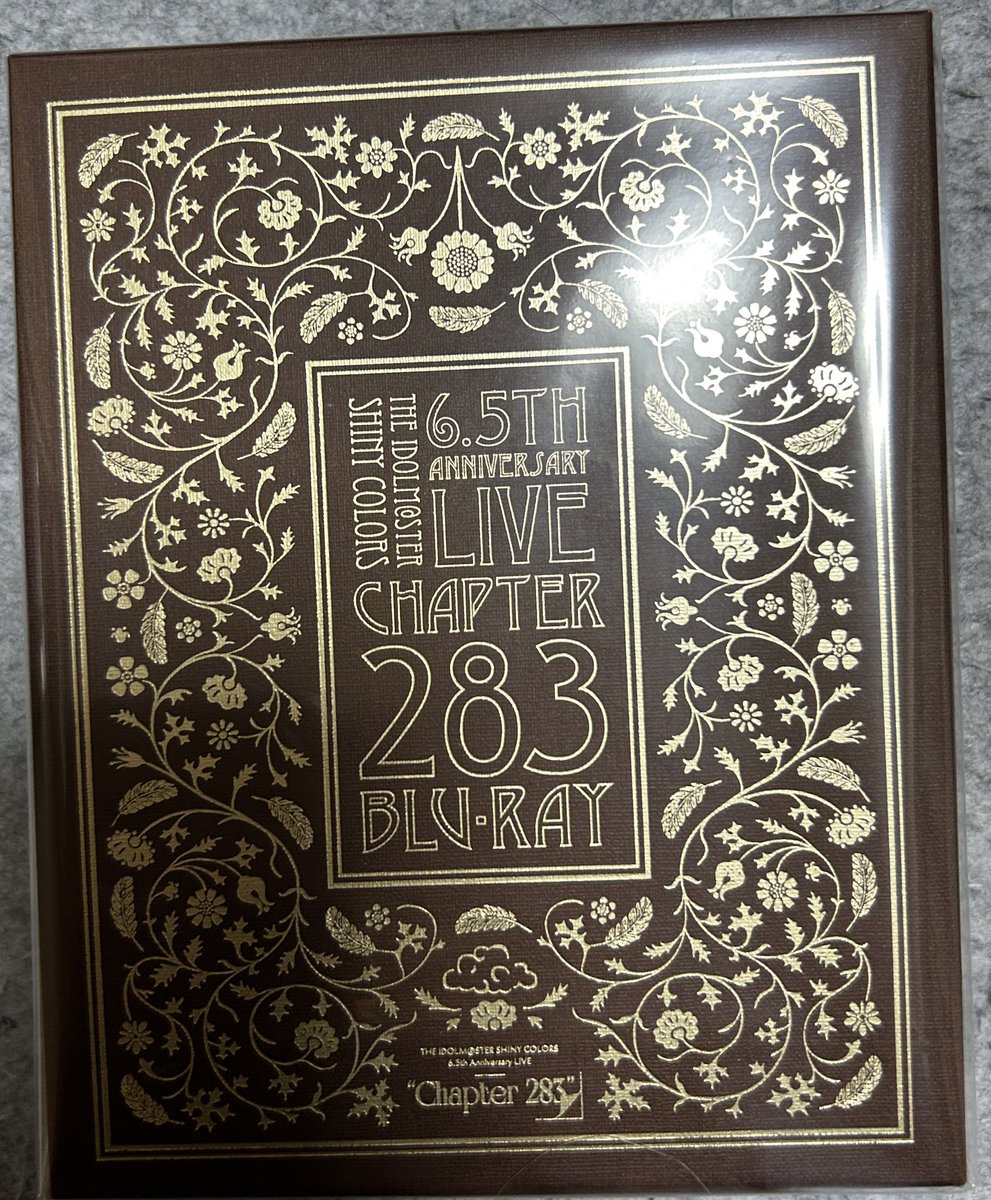 THE IDOLM@STER
SHINY COLORS
6.5TH
ANNIVERSARY
LIVE
CHAPTER
283
BLU-RAY
THE IDOLM@STER SHINY COLORS
6.5th Anniversary LIVE
“Chapter 283”